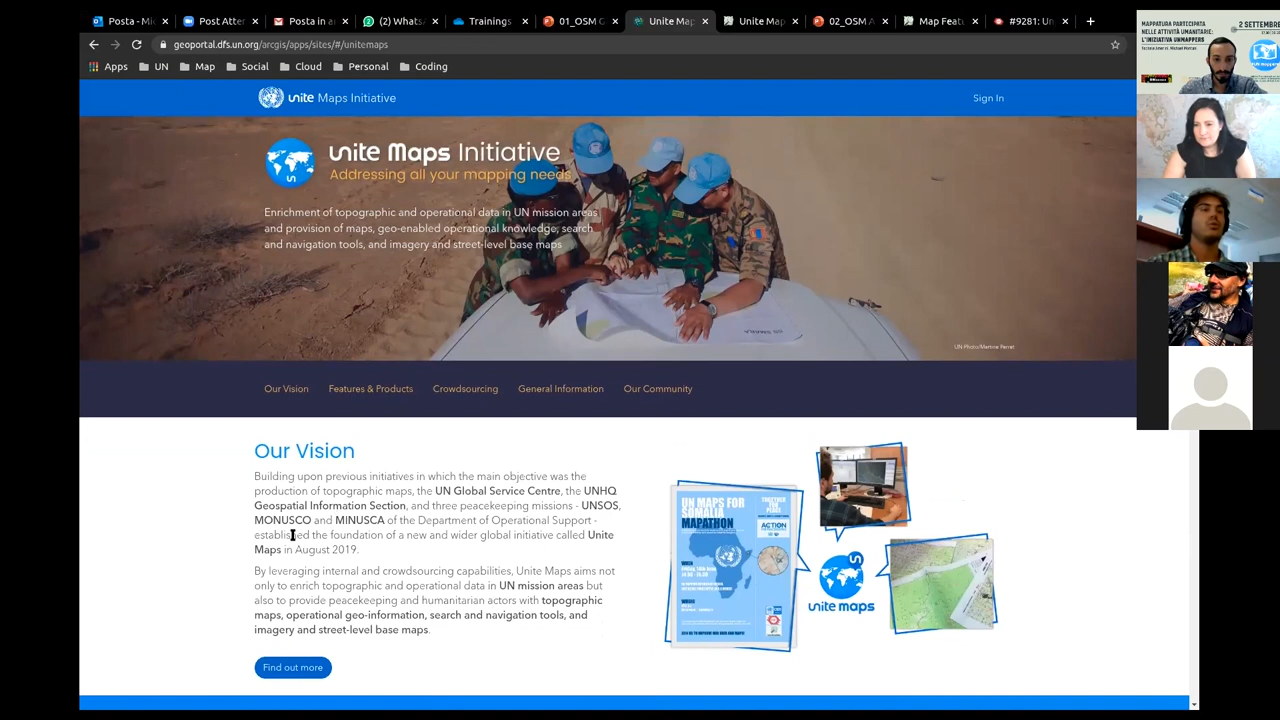 Posta - Mi
Post Atter
Posta in ar
(2) Whats
Trainings
01_OSM
Unite Map
Unite Map
02_OSM A
Map Featu
#9281: Un
geoportal.dfs.un.org/arcgis/apps/sites/#/unitemaps
Apps UN Map Social Cloud Personal Coding
unite Maps Initiative
Sign In
unite Maps Initiative
Addressing all your mapping needs
Enrichment of topographic and operational data in UN mission areas
and provision of maps, geo-enabled operational knowledge, search
and navigation tools, and imagery and street-level base maps
UN Photo/Martine Perret
Our Vision Features & Products Crowdsourcing General Information Our Community
Our Vision
Building upon previous initiatives in which the main objective was the
production of topographic maps, the UN Global Service Centre, the UNHQ
Geospatial Information Section, and three peacekeeping missions - UNSOS,
MONUSCO and MINUSCA of the Department of Operational Support -
established the foundation of a new and wider global initiative called Unite
Maps in August 2019.
By leveraging internal and crowdsourcing capabilities, Unite Maps aims not
only to enrich topographic and operational data in UN mission areas but
also to provide peacekeeping and humanitarian actors with topographic
maps, operational geo-information, search and navigation tools, and
imagery and street-level base maps.
Find out more
UN MAPS FOR
SOMALIA
MAPATHON
TOGETHER
FOR
PLACE
ACTION
unite maps
MAPPATURA PARTECIPATA
NELLE ATTIVITÀ UMANITARIE:
L'INIZIATIVA UNMAPPERS
2 SETTEMBRE